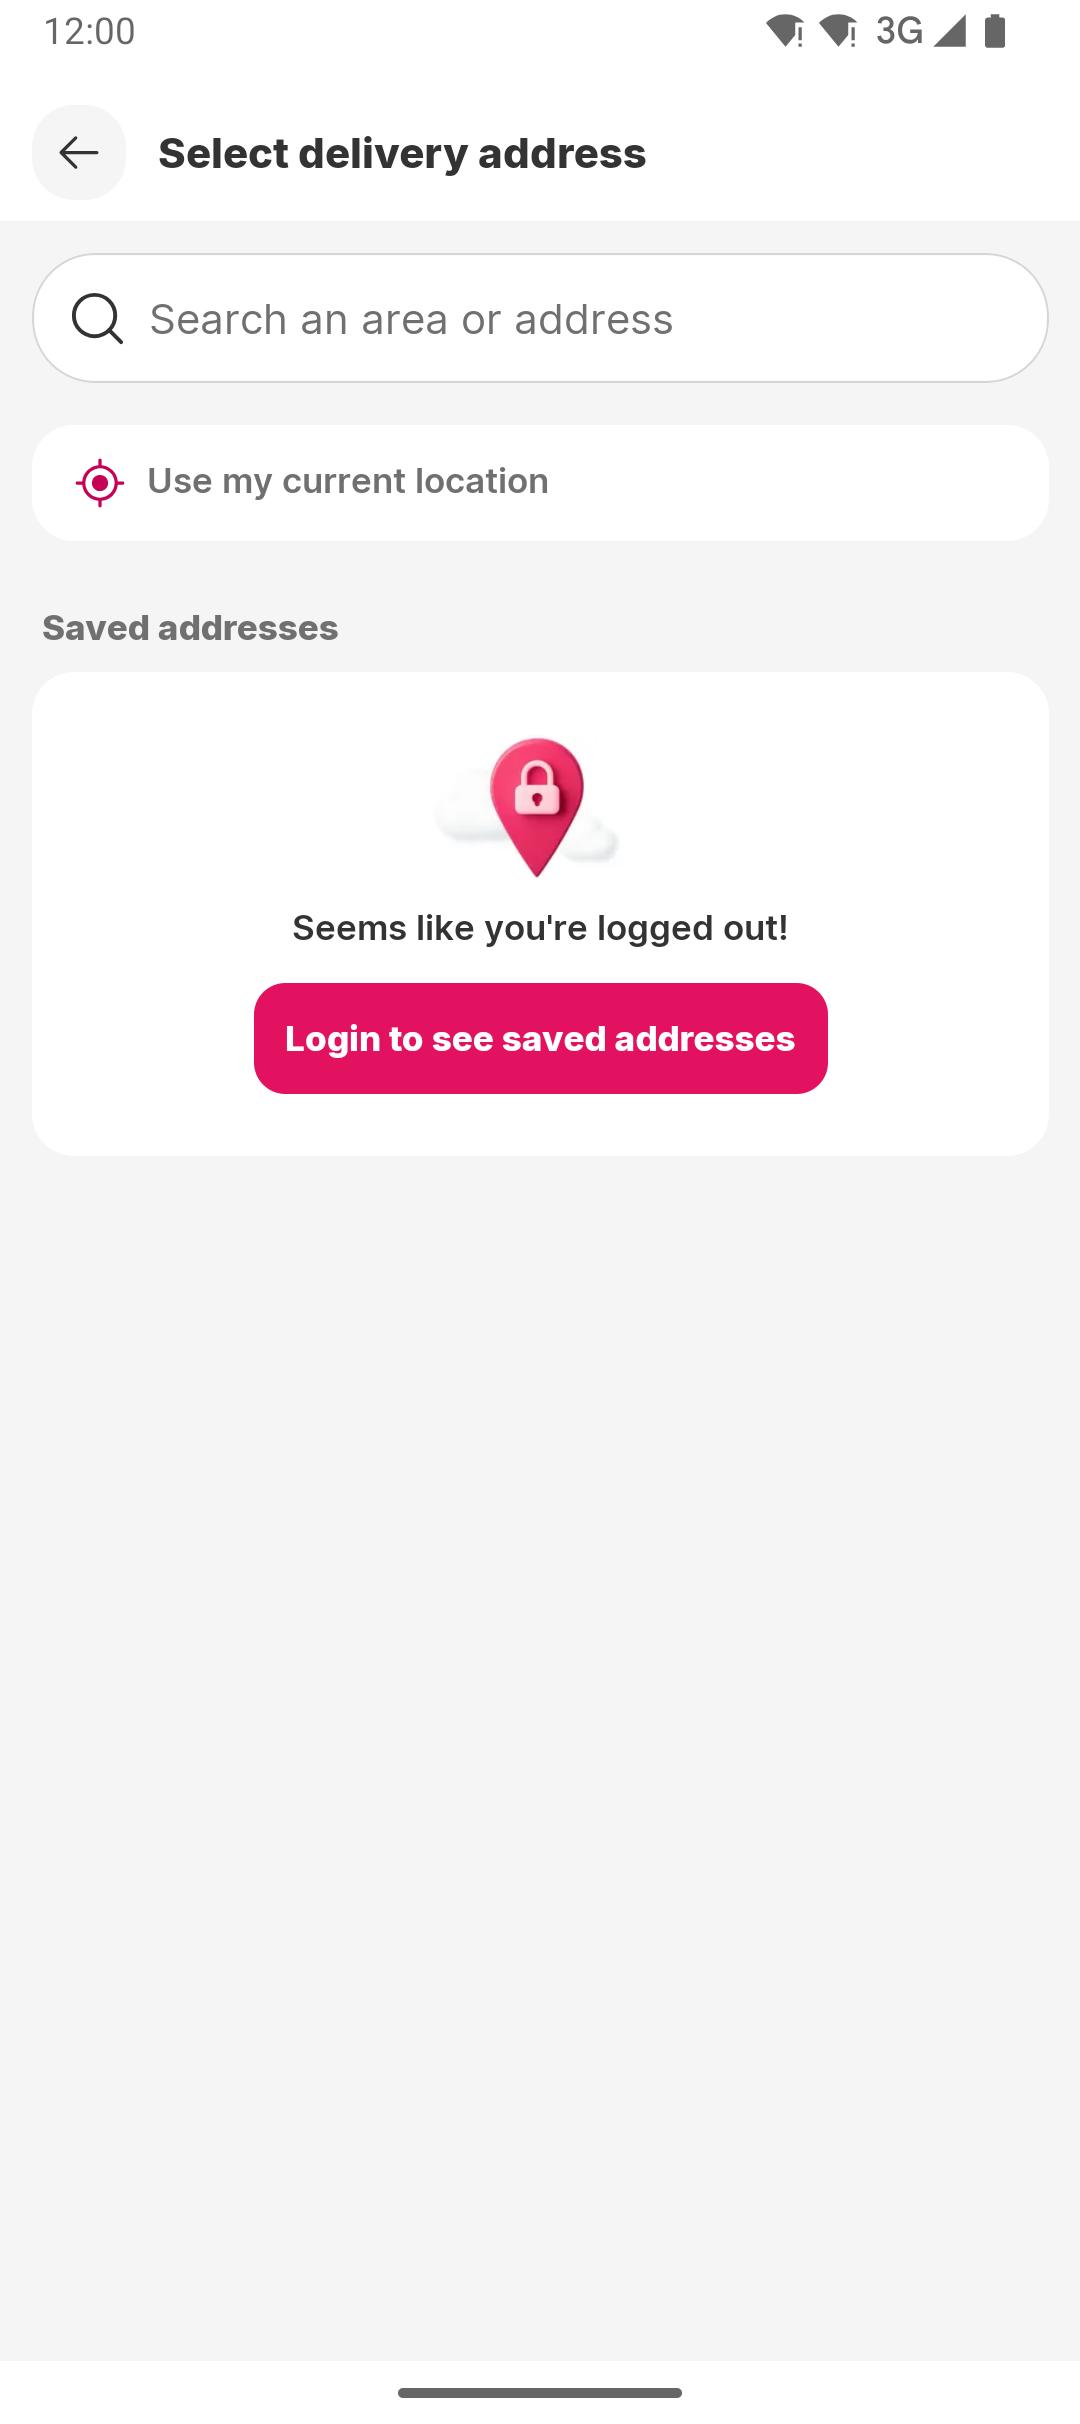 12:00
3G
Select delivery address
Search an area or address
Use my current location
Saved addresses
Seems like you're logged out!
Login to see saved addresses